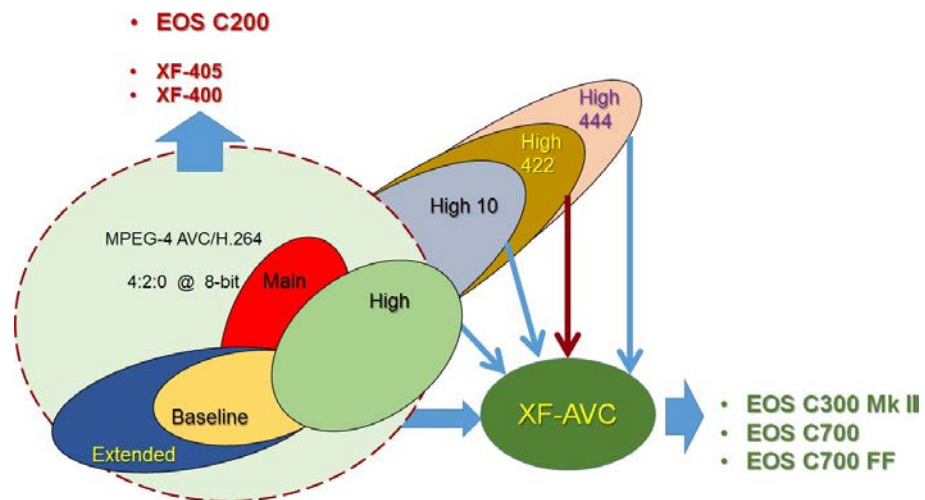 • EOS C200
• XF-405
• XF-400
High
444
High
422
High 10
MPEG-4 AVC/H.264
4:2:0 @ 8-bit
Main
High
Baseline
Extended
XF-AVC
• EOS C300 Mk II
• EOS C700
• EOS C700 FF